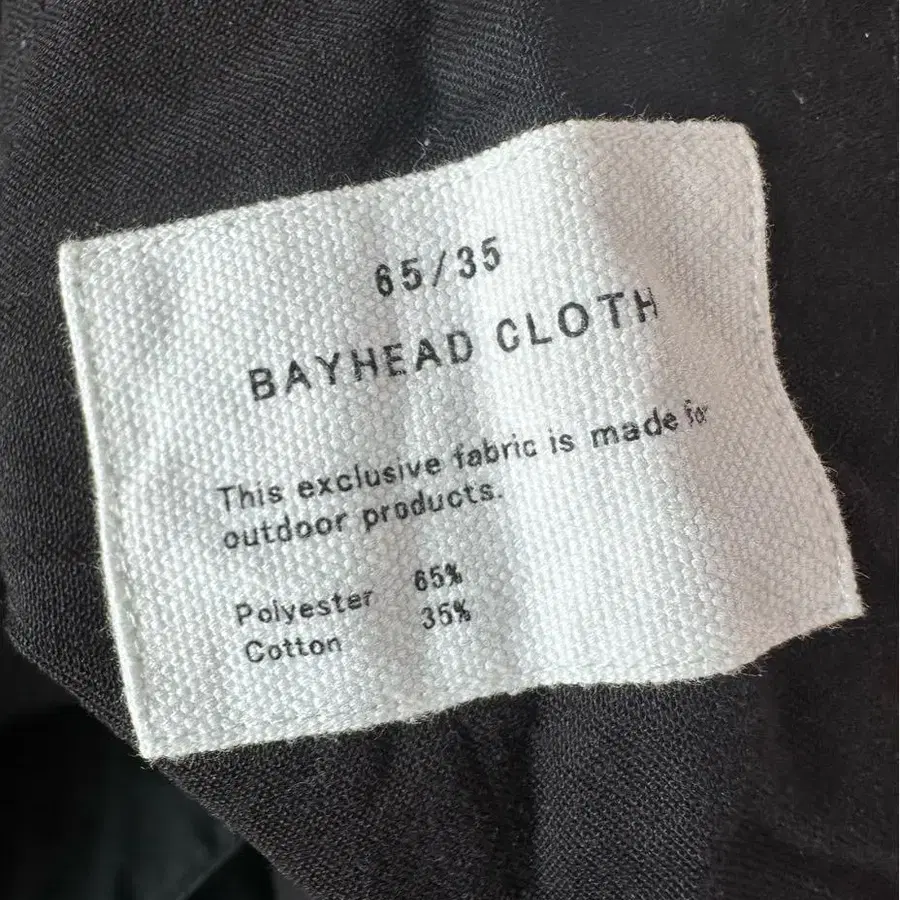 65/35
BAYHEAD CLOTH
This exclusive fabric is made for
outdoor products.
Polyester 65%
Cotton 35%